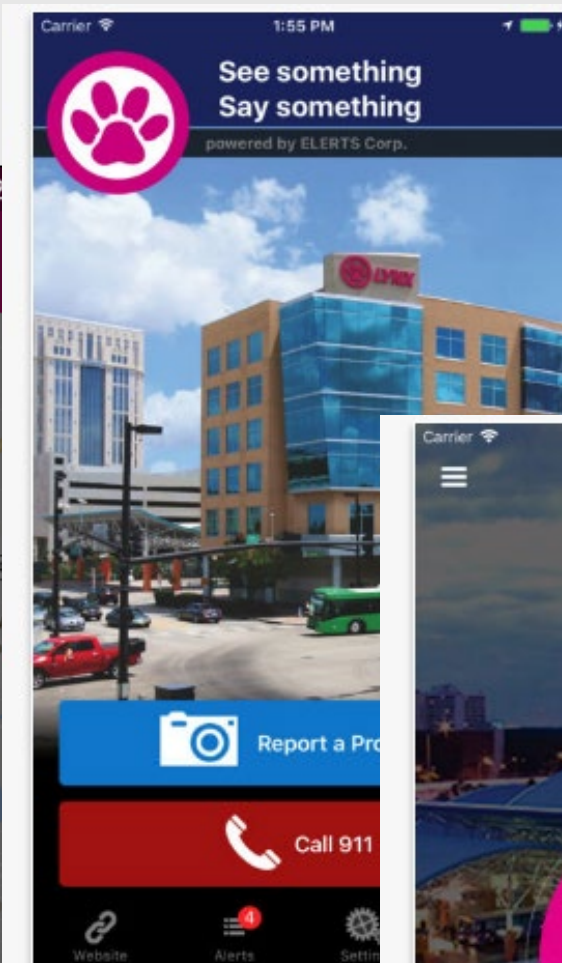 Carrier
1:55 PM
See something
Say something
powered by ELERTS Corp.
LYNX
Carrier
Report a Pro
Call 911
4
Website
Alerts
Settin